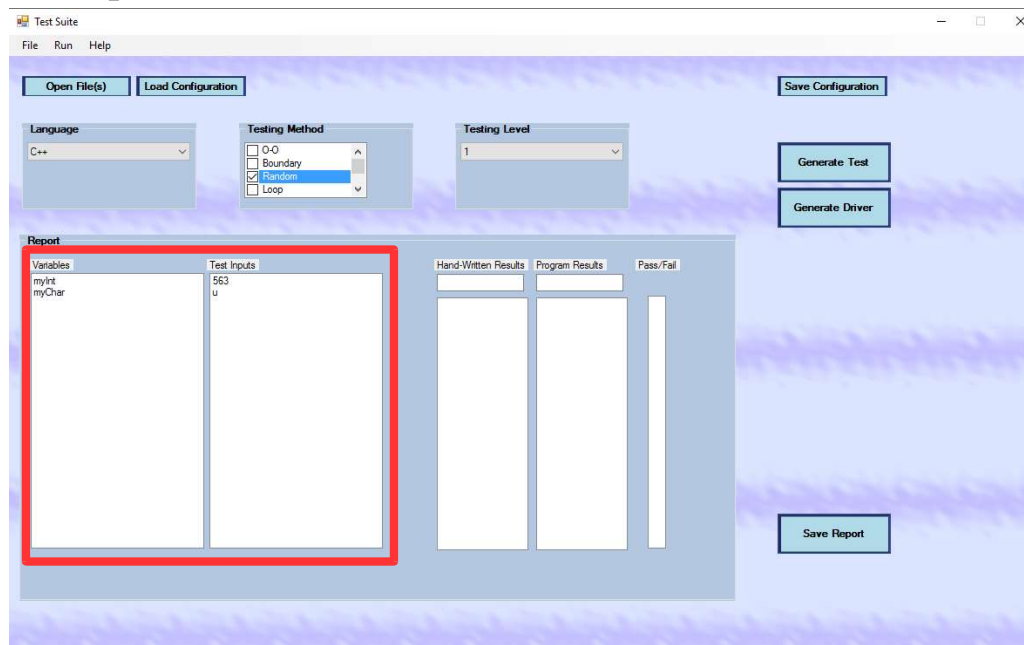 Test Suite
File Run Help
Open File(s) Load Configuration Save Configuration
Language Testing Method Testing Level
C++
O-O
Boundary
Random
Loop
1
Generate Test
Generate Driver
Report
Variables Test Inputs Hand-Written Results Program Results Pass/Fail
myInt 563
myChar u
Save Report